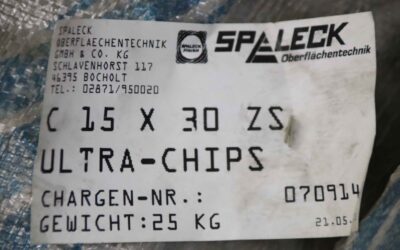 SPALECK
OBERFLAECHENTECHNIK
GMBH & CO. KG
SCHLAVENHORST 117
46395 BOCHOLT
TEL.: 02871/950020
SPALECK
SPALECK
Oberflächentechnik
C 15 X 30 ZS
ULTRA-CHIPS
CHARGEN-NR.: 070914
GEWICHT: 25 KG 21.05.